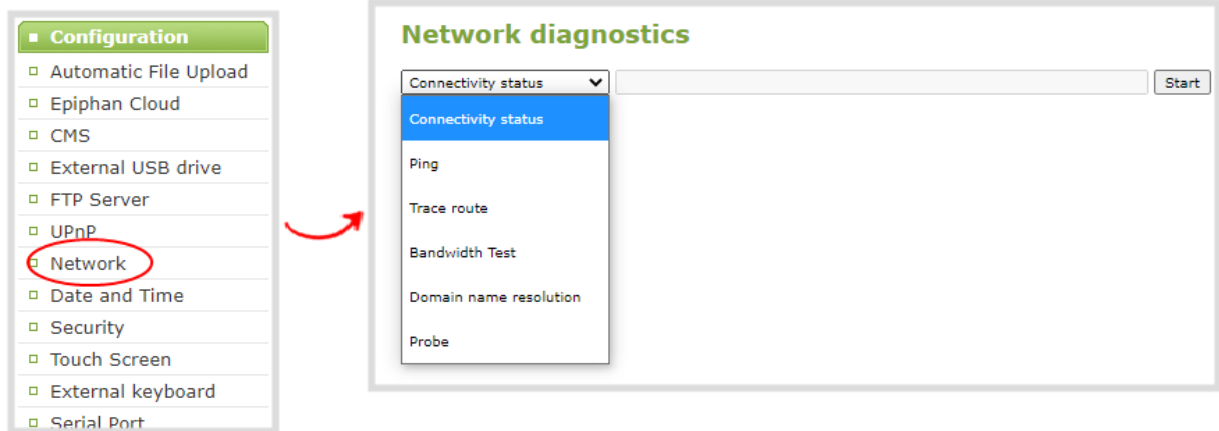 Configuration
Automatic File Upload
Epiphan Cloud
CMS
External USB drive
FTP Server
UPnP
Network
Date and Time
Security
Touch Screen
External keyboard
Serial Port
Network diagnostics
Connectivity status
Start
Connectivity status
Ping
Trace route
Bandwidth Test
Domain name resolution
Probe